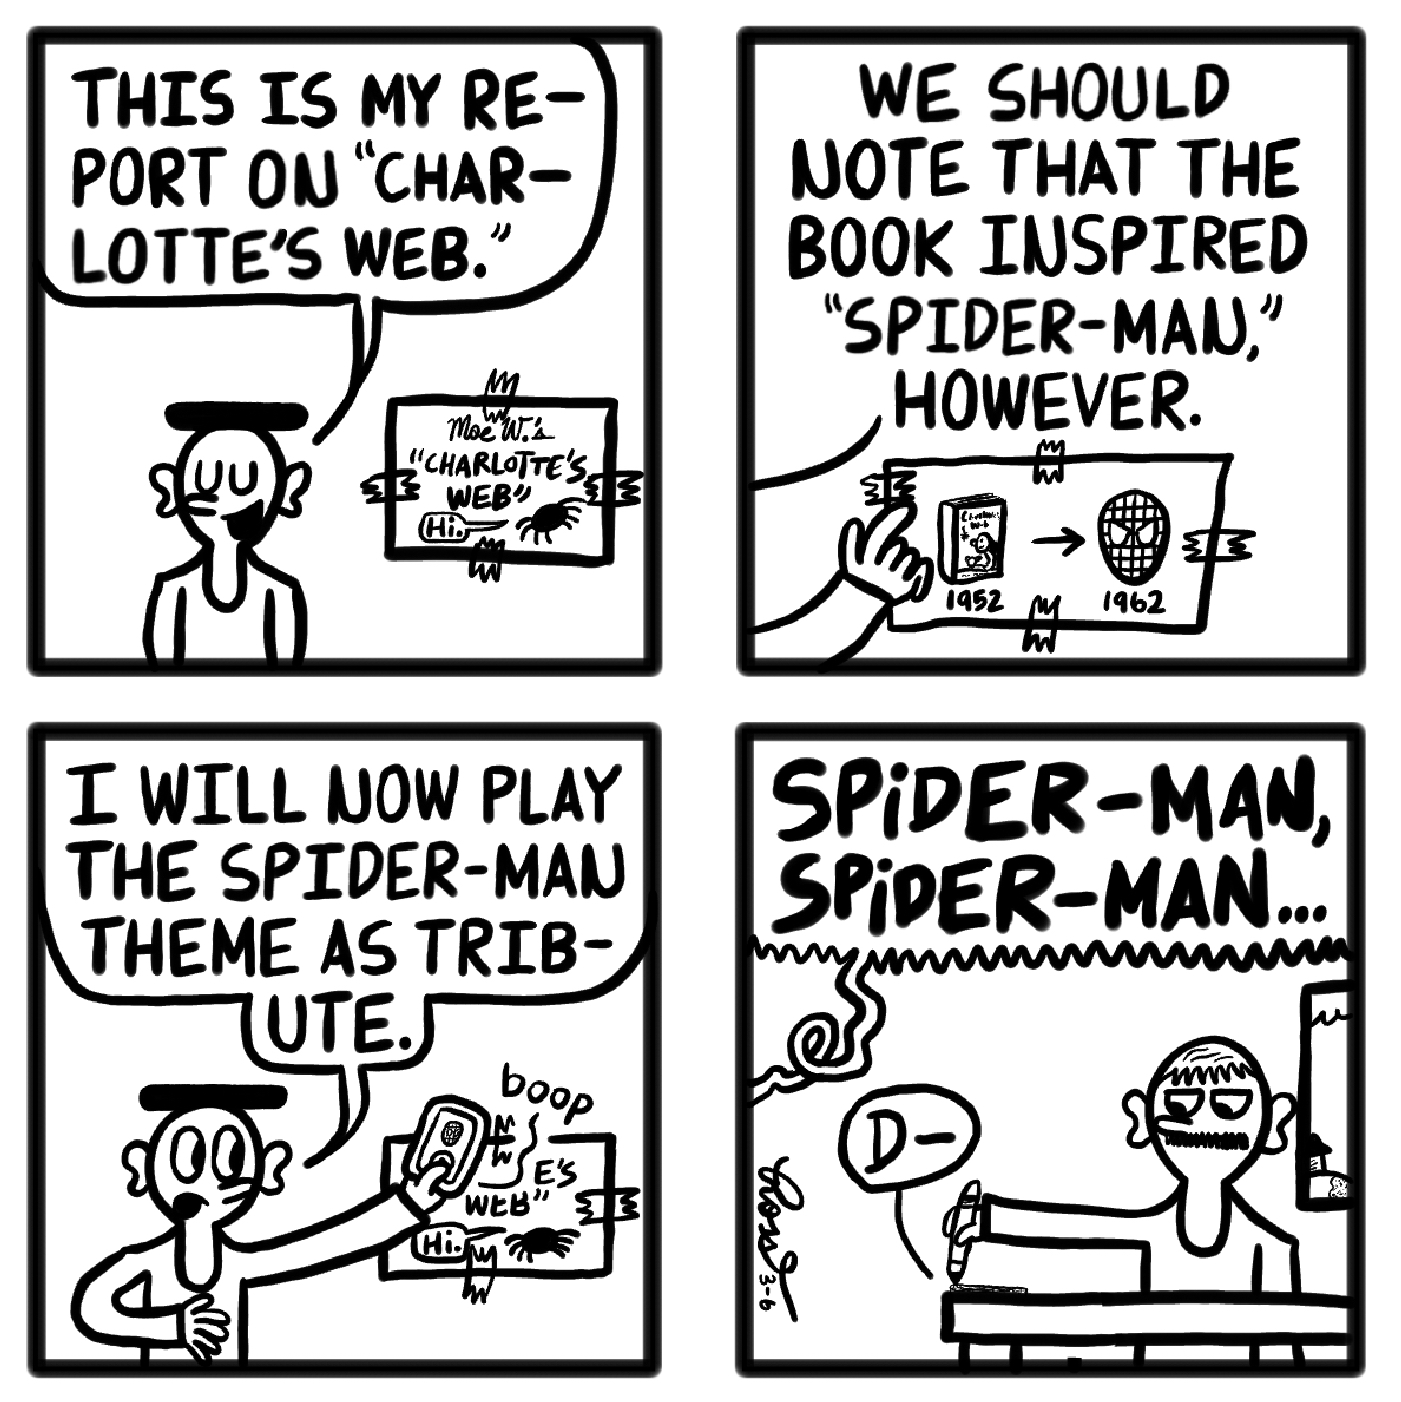 THIS IS MY RE-
PORT ON "CHAR-
LOTTE'S WEB."
Moe W.'s
"CHARLOTTE'S
WEB"
Hi.
WE SHOULD
NOTE THAT THE
BOOK INSPIRED
"SPIDER-MAN,"
HOWEVER.
1952
1962
I WILL NOW PLAY
THE SPIDER-MAN
THEME AS TRIB-
UTE.
boop
E'S
WEB"
Hi.
SPiDER-MAN,
SPiDER-MAN...
D-
3-6